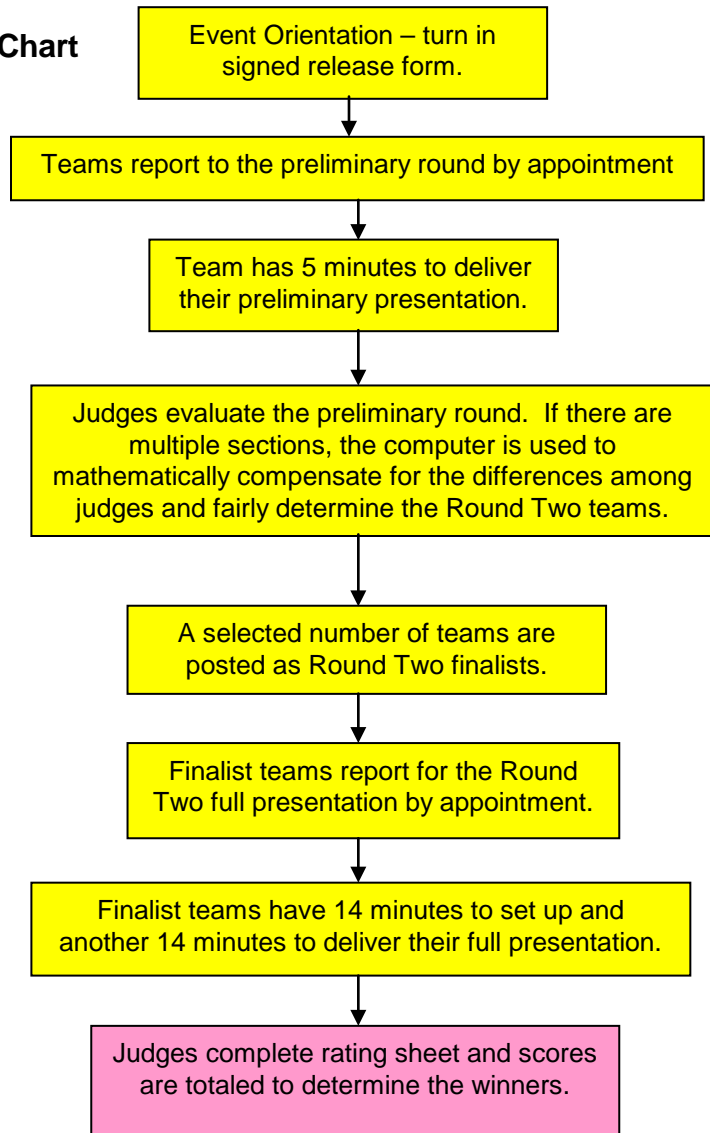 Chart
Event Orientation – turn in
signed release form.
Teams report to the preliminary round by appointment
Team has 5 minutes to deliver
their preliminary presentation.
Judges evaluate the preliminary round.  If there are
multiple sections, the computer is used to
mathematically compensate for the differences among
judges and fairly determine the Round Two teams.
A selected number of teams are
posted as Round Two finalists.
Finalist teams report for the Round
Two full presentation by appointment.
Finalist teams have 14 minutes to set up and
another 14 minutes to deliver their full presentation.
Judges complete rating sheet and scores
are totaled to determine the winners.